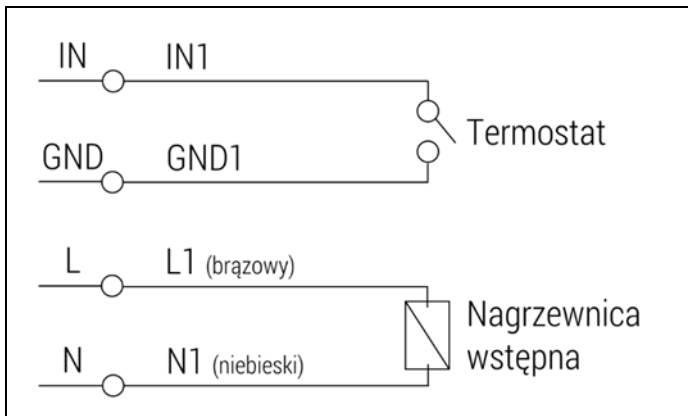 IN IN1
Termostat
GND GND1
L L1 (brązowy)
Nagrzewnica
wstępna
N N1 (niebieski)